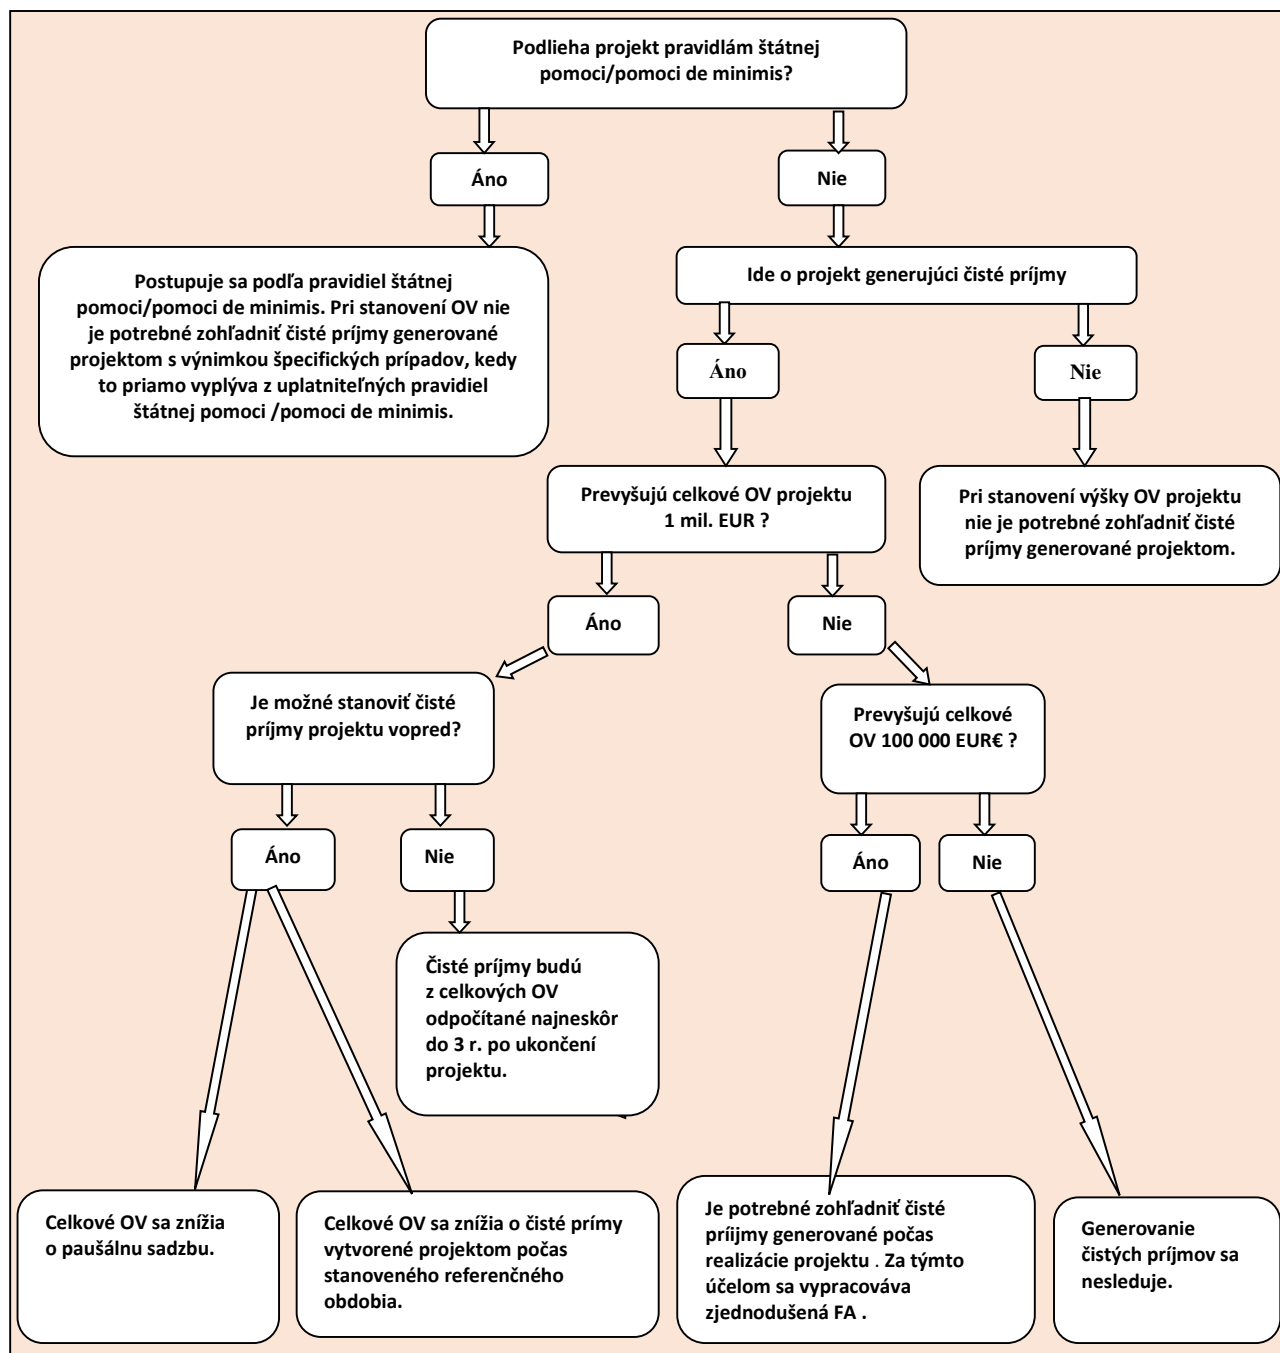 Podlieha projekt pravidlám štátnej
pomoci/pomoci de minimis?
Áno
Nie
Postupuje sa podľa pravidiel štátnej
pomoci/pomoci de minimis. Pri stanovení OV nie
je potrebné zohľadniť čisté príjmy generované
projektom s výnimkou špecifických prípadov, kedy
to priamo vyplýva z uplatniteľných pravidiel
štátnej pomoci /pomoci de minimis.
Ide o projekt generujúci čisté príjmy
Áno
Nie
Prevyšujú celkové OV projektu
1 mil. EUR ?
Pri stanovení výšky OV projektu
nie je potrebné zohľadniť čisté
príjmy generované projektom.
Áno
Nie
Je možné stanoviť čisté
príjmy projektu vopred?
Prevyšujú celkové
OV 100 000 EUR€ ?
Áno
Nie
Áno
Nie
Čisté príjmy budú
z celkových OV
odpočítané najneskôr
do 3 r. po ukončení
projektu.
Celkové OV sa znížia
o paušálnu sadzbu.
Celkové OV sa znížia o čisté prímy
vytvorené projektom počas
stanoveného referenčného
obdobia.
Je potrebné zohľadniť čisté
príijmy generované počas
realizácie projektu . Za týmto
účelom sa vypracováva
zjednodušená FA .
Generovanie
čistých príjmov sa
nesleduje.